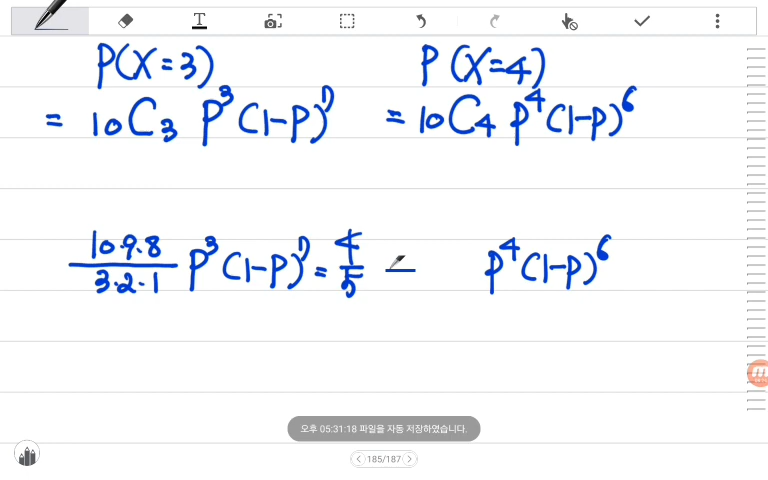 T
P(X=3) P(X=4)
= 10C3 P^3 (1-P)^7 = 10C4 P^4 (1-P)^6
10·9·8 / 3·2·1 P^3 (1-P)^7 = 4/5 P^4 (1-P)^6
오후 05:31:18 파일을 자동 저장하였습니다.
185/187